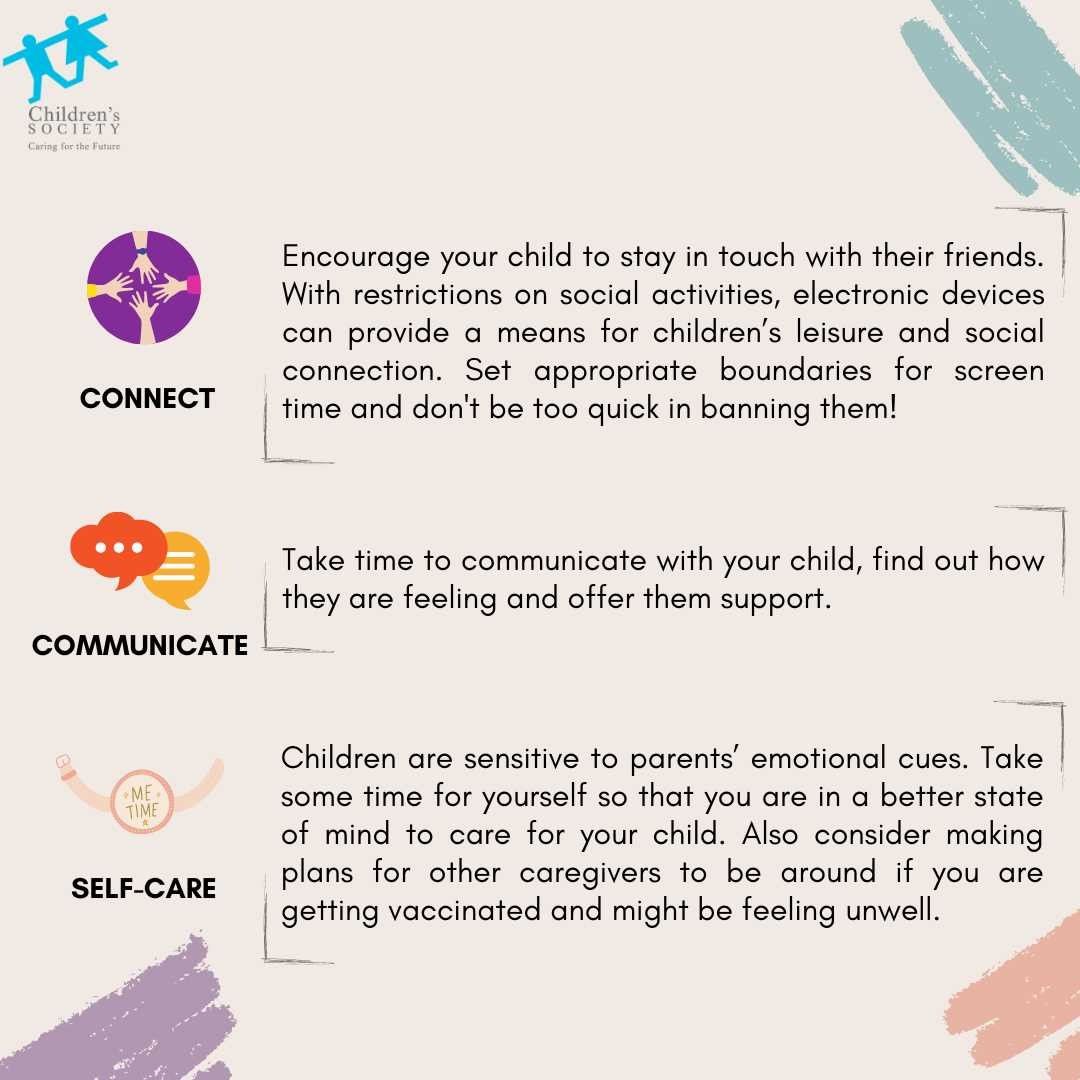 Children's
SOCIETY
Caring for the Future
Encourage your child to stay in touch with their friends.
With restrictions on social activities, electronic devices
can provide a means for children’s leisure and social
connection. Set appropriate boundaries for screen
time and don't be too quick in banning them!
CONNECT
Take time to communicate with your child, find out how
they are feeling and offer them support.
COMMUNICATE
Children are sensitive to parents’ emotional cues. Take
some time for yourself so that you are in a better state
of mind to care for your child. Also consider making
plans for other caregivers to be around if you are
getting vaccinated and might be feeling unwell.
ME
TIME
SELF-CARE